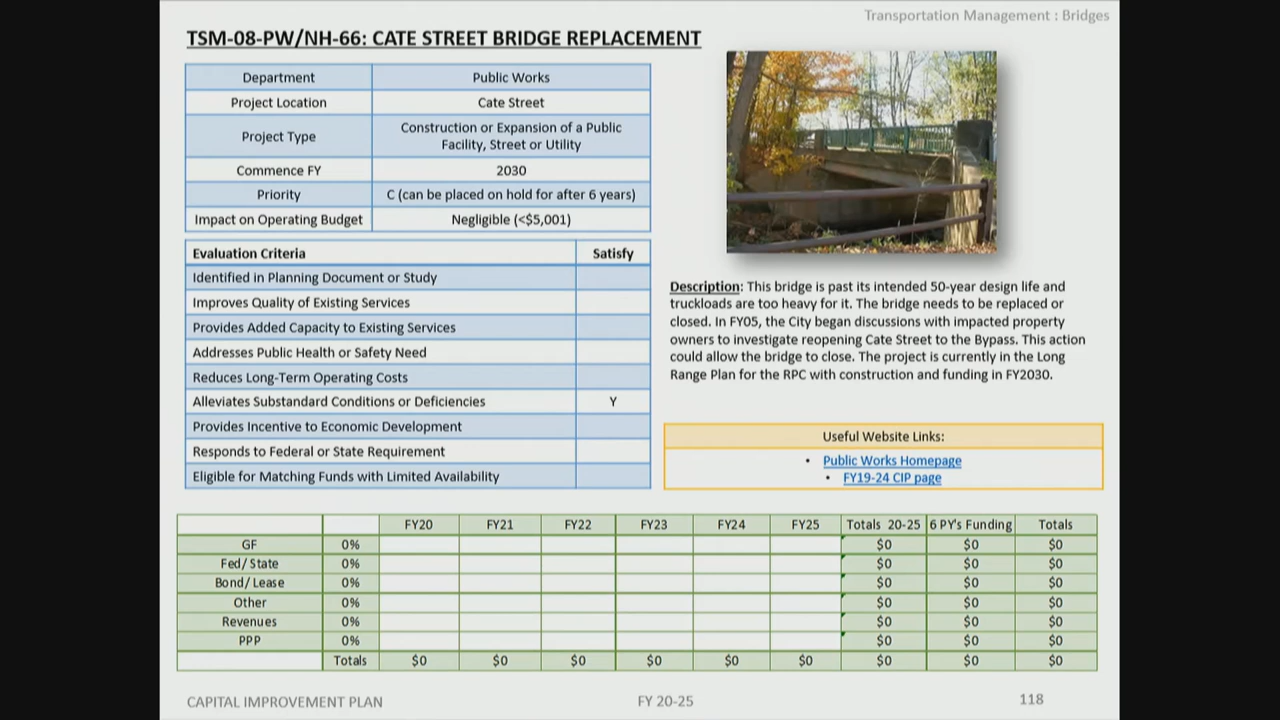 Transportation Management : Bridges
TSM-08-PW/NH-66: CATE STREET BRIDGE REPLACEMENT
Department Public Works
Project Location Cate Street
Project Type Construction or Expansion of a Public
Facility, Street or Utility
Commence FY 2030
Priority C (can be placed on hold for after 6 years)
Impact on Operating Budget Negligible (<$5,001)
Evaluation Criteria Satisfy
Identified in Planning Document or Study
Improves Quality of Existing Services
Provides Added Capacity to Existing Services
Addresses Public Health or Safety Need
Reduces Long-Term Operating Costs
Alleviates Substandard Conditions or Deficiencies Y
Provides Incentive to Economic Development
Responds to Federal or State Requirement
Eligible for Matching Funds with Limited Availability
Description: This bridge is past its intended 50-year design life and
truckloads are too heavy for it. The bridge needs to be replaced or
closed. In FY05, the City began discussions with impacted property
owners to investigate reopening Cate Street to the Bypass. This action
could allow the bridge to close. The project is currently in the Long
Range Plan for the RPC with construction and funding in FY2030.
Useful Website Links:
• Public Works Homepage
• FY19-24 CIP page
FY20 FY21 FY22 FY23 FY24 FY25 Totals 20-25 6 PY's Funding Totals
GF 0% $0 $0 $0
Fed/State 0% $0 $0 $0
Bond/Lease 0% $0 $0 $0
Other 0% $0 $0 $0
Revenues 0% $0 $0 $0
PPP 0% $0 $0 $0
Totals $0 $0 $0 $0 $0 $0 $0 $0 $0
CAPITAL IMPROVEMENT PLAN FY 20-25 118